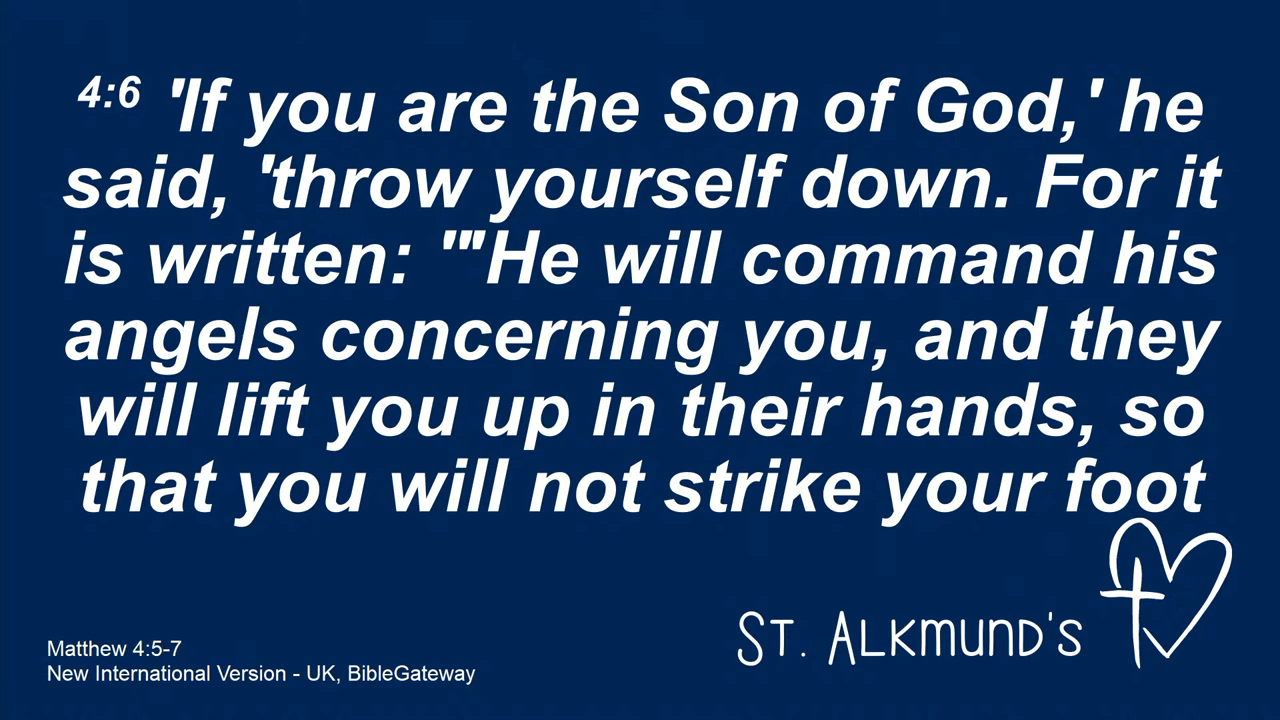 4:6 'If you are the Son of God,' he
said, 'throw yourself down. For it
is written: '"He will command his
angels concerning you, and they
will lift you up in their hands, so
that you will not strike your foot
St. Alkmund's
Matthew 4:5-7
New International Version - UK, BibleGateway